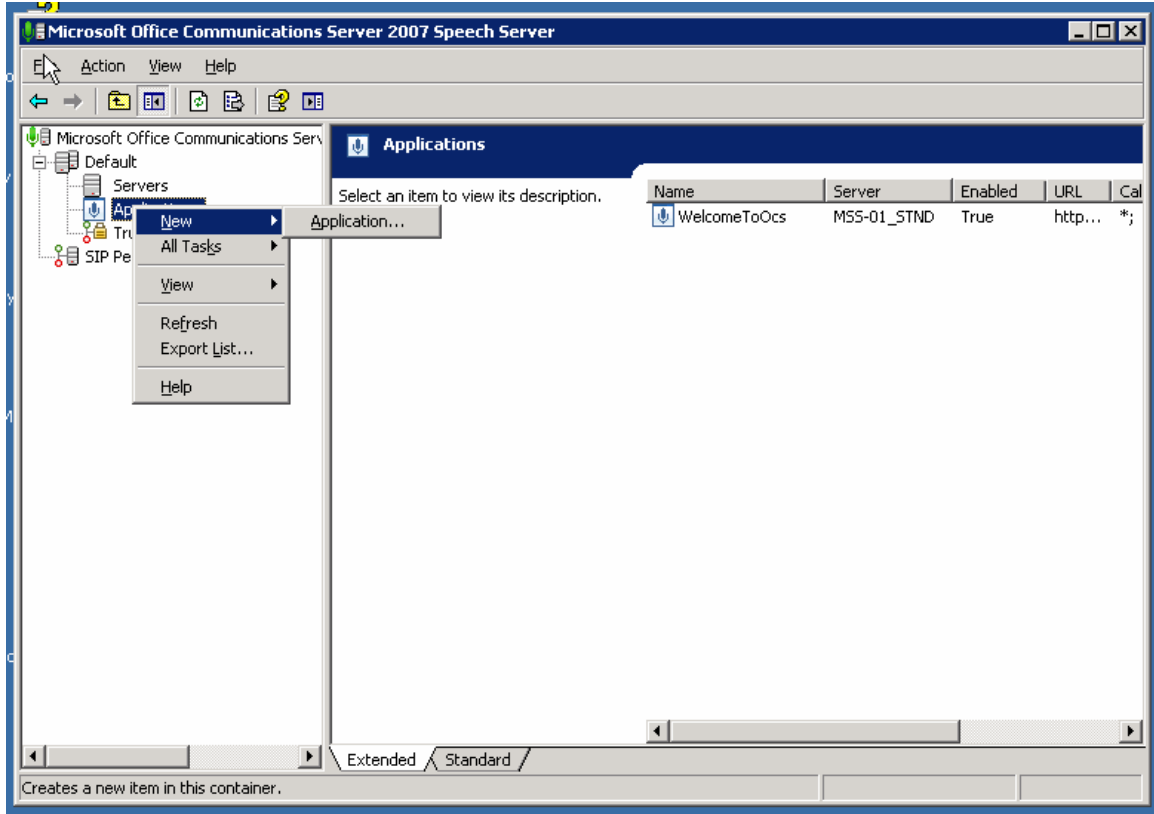 Microsoft Office Communications Server 2007 Speech Server
Action View Help
Microsoft Office Communications Serv
Default
Servers
SIP Pe
New
All Tasks
View
Refresh
Export List...
Help
Application...
Applications
Select an item to view its description.
Name Server Enabled URL Cal
WelcomeToOcs MSS-01_STND True http... *;
Extended Standard
Creates a new item in this container.